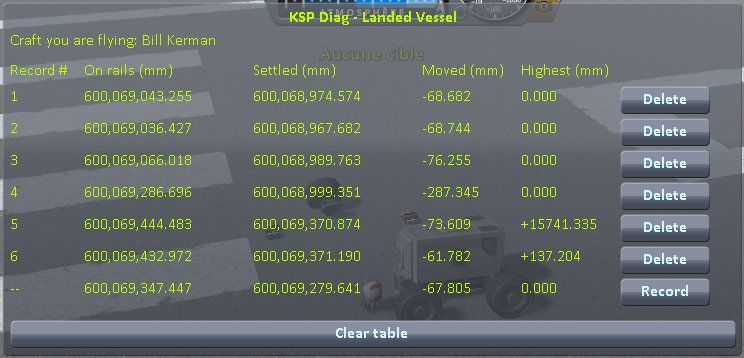 ATMOSPHÈRE
KSP Diag - Landed Vessel
Craft you are flying: Bill Kerman
Aucune cible
Record # On rails (mm) Settled (mm) Moved (mm) Highest (mm)
1 600,069,043.255 600,068,974.574 -68.682 0.000 Delete
2 600,069,036.427 600,068,967.682 -68.744 0.000 Delete
3 600,069,066.018 600,068,989.763 -76.255 0.000 Delete
4 600,069,286.696 600,068,999.351 -287.345 0.000 Delete
5 600,069,444.483 600,069,370.874 -73.609 +15741.335 Delete
6 600,069,432.972 600,069,371.190 -61.782 +137.204 Delete
-- 600,069,347.447 600,069,279.641 -67.805 0.000 Record
Clear table